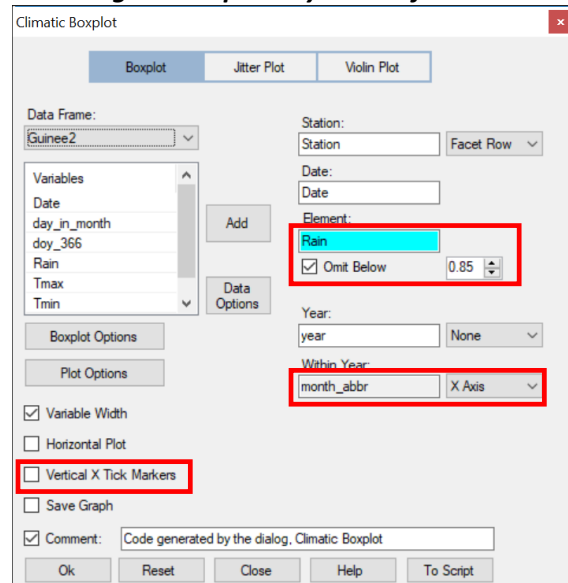 Climatic Boxplot
Boxplot
Jitter Plot
Violin Plot
Data Frame:
Guinee2
Variables
Date
day_in_month
doy_366
Rain
Tmax
Tmin
Add
Data
Options
Station:
Station
Facet Row
Date:
Date
Element:
Rain
Omit Below
0.85
Year:
year
None
Within Year:
month_abbr
X Axis
Boxplot Options
Plot Options
Variable Width
Horizontal Plot
Vertical X Tick Markers
Save Graph
Comment:
Code generated by the dialog, Climatic Boxplot
Ok
Reset
Close
Help
To Script